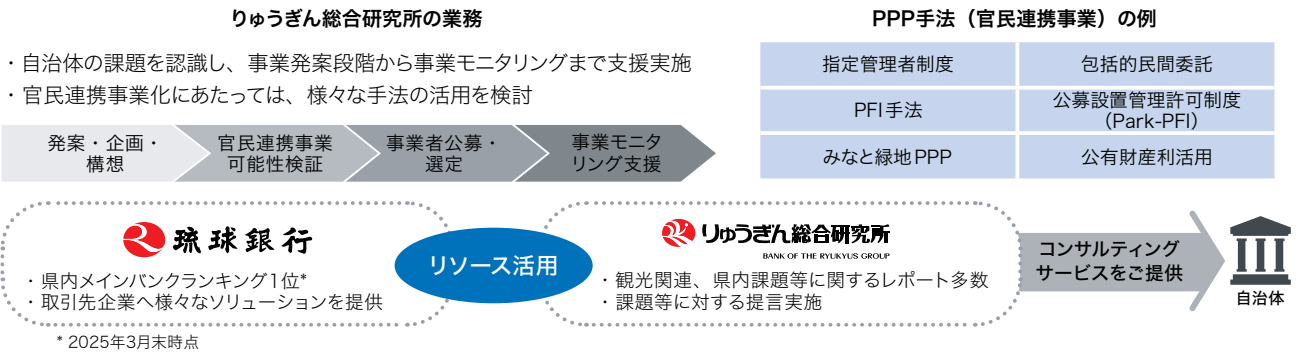 りゅうぎん総合研究所の業務
・自治体の課題を認識し、事業発案段階から事業モニタリングまで支援実施
・官民連携事業化にあたっては、様々な手法の活用を検討
発案・企画・
構想
官民連携事業
可能性検証
事業者公募・
選定
事業モニタ
リング支援
PPP手法（官民連携事業）の例
指定管理者制度
包括的民間委託
PFI手法
公募設置管理許可制度
（Park-PFI）
みなと緑地PPP
公有財産利活用
琉球銀行
・県内メインバンクランキング1位*
・取引先企業へ様々なソリューションを提供
リソース活用
りゅうぎん総合研究所
BANK OF THE RYUKYUS GROUP
・観光関連、県内課題等に関するレポート多数
・課題等に対する提言実施
コンサルティング
サービスをご提供
自治体
* 2025年3月末時点